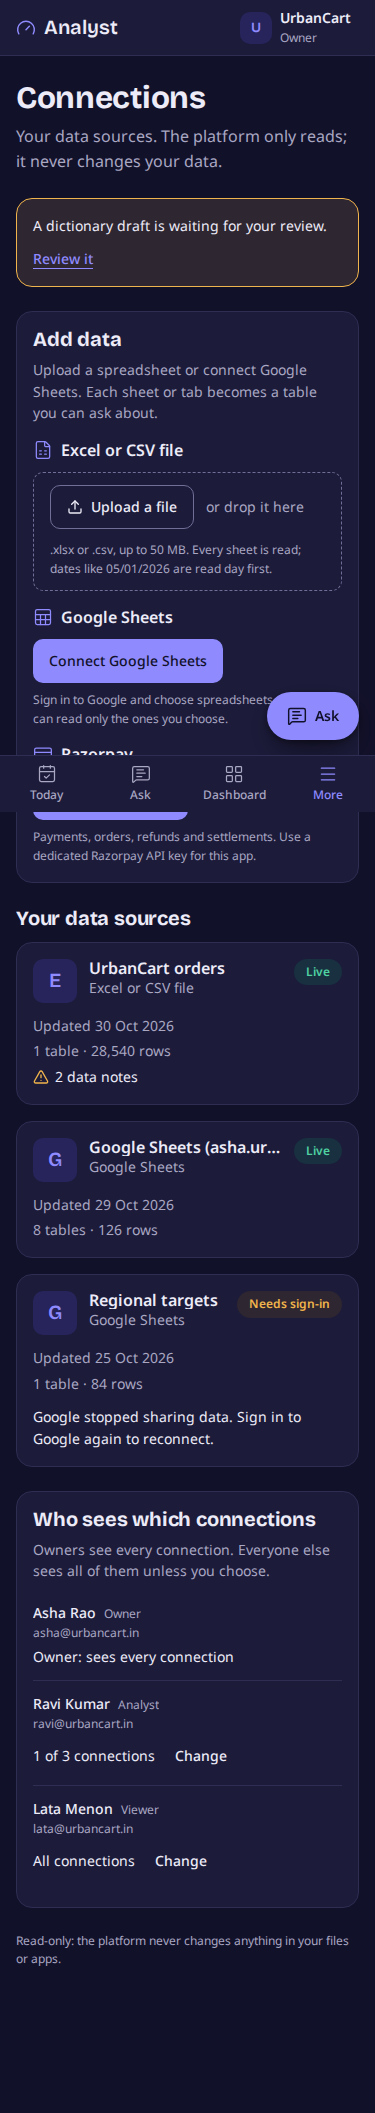 Analyst
U
UrbanCart
Owner
Connections
Your data sources. The platform only reads;
it never changes your data.
A dictionary draft is waiting for your review.
Review it
Add data
Upload a spreadsheet or connect Google
Sheets. Each sheet or tab becomes a table
you can ask about.
Excel or CSV file
Upload a file
or drop it here
.xlsx or .csv, up to 50 MB. Every sheet is read;
dates like 05/01/2026 are read day first.
Google Sheets
Connect Google Sheets
Sign in to Google and choose spreadsheets
can read only the ones you choose.
Ask
Razorpay
Today
Ask
Dashboard
More
Payments, orders, refunds and settlements. Use a
dedicated Razorpay API key for this app.
Your data sources
E
UrbanCart orders
Live
Excel or CSV file
Updated 30 Oct 2026
1 table · 28,540 rows
2 data notes
G
Google Sheets (asha.ur...
Live
Google Sheets
Updated 29 Oct 2026
8 tables · 126 rows
G
Regional targets
Needs sign-in
Google Sheets
Updated 25 Oct 2026
1 table · 84 rows
Google stopped sharing data. Sign in to
Google again to reconnect.
Who sees which connections
Owners see every connection. Everyone else
sees all of them unless you choose.
Asha Rao Owner
asha@urbancart.in
Owner: sees every connection
Ravi Kumar Analyst
ravi@urbancart.in
1 of 3 connections Change
Lata Menon Viewer
lata@urbancart.in
All connections Change
Read-only: the platform never changes anything in your files
or apps.